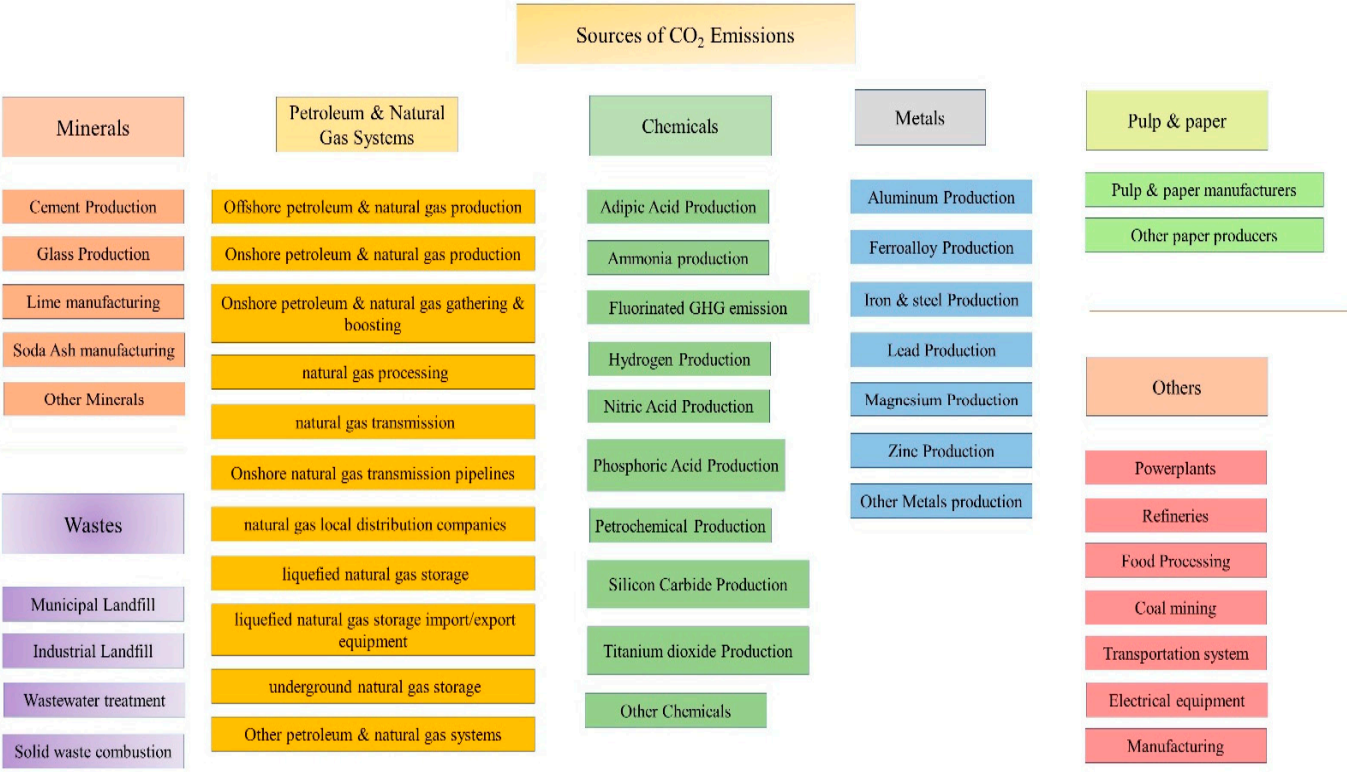 Sources of CO₂ Emissions
Minerals
Cement Production
Glass Production
Lime manufacturing
Soda Ash manufacturing
Other Minerals
Wastes
Municipal Landfill
Industrial Landfill
Wastewater treatment
Solid waste combustion
Petroleum & Natural
Gas Systems
Offshore petroleum & natural gas production
Onshore petroleum & natural gas production
Onshore petroleum & natural gas gathering &
boosting
natural gas processing
natural gas transmission
Onshore natural gas transmission pipelines
natural gas local distribution companies
liquefied natural gas storage
liquefied natural gas storage import/export
equipment
underground natural gas storage
Other petroleum & natural gas systems
Chemicals
Adipic Acid Production
Ammonia production
Fluorinated GHG emission
Hydrogen Production
Nitric Acid Production
Phosphoric Acid Production
Petrochemical Production
Silicon Carbide Production
Titanium dioxide Production
Other Chemicals
Metals
Aluminum Production
Ferroalloy Production
Iron & steel Production
Lead Production
Magnesium Production
Zinc Production
Other Metals production
Pulp & paper
Pulp & paper manufacturers
Other paper producers
Others
Powerplants
Refineries
Food Processing
Coal mining
Transportation system
Electrical equipment
Manufacturing